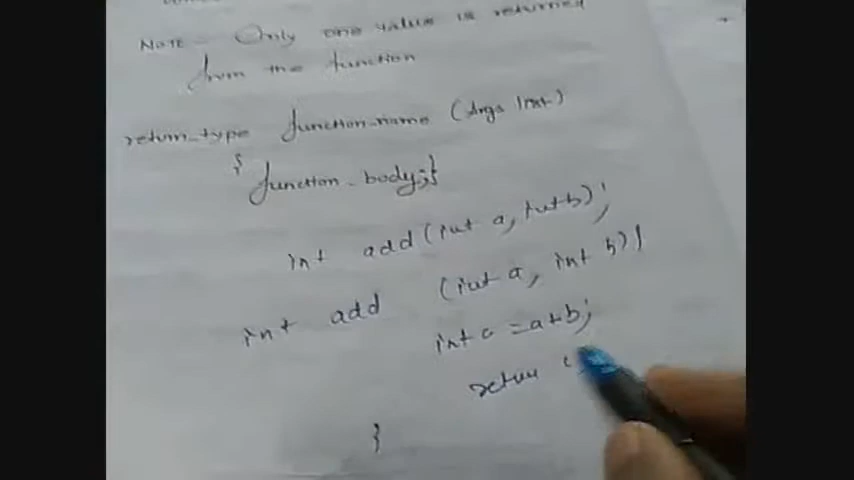 NOTE - Only one value is returned
from the function
return_type function_name (Args list)
{
function_body;}
int add(int a, int b);
int add (int a, int b){
int c = a+b;
return c
}